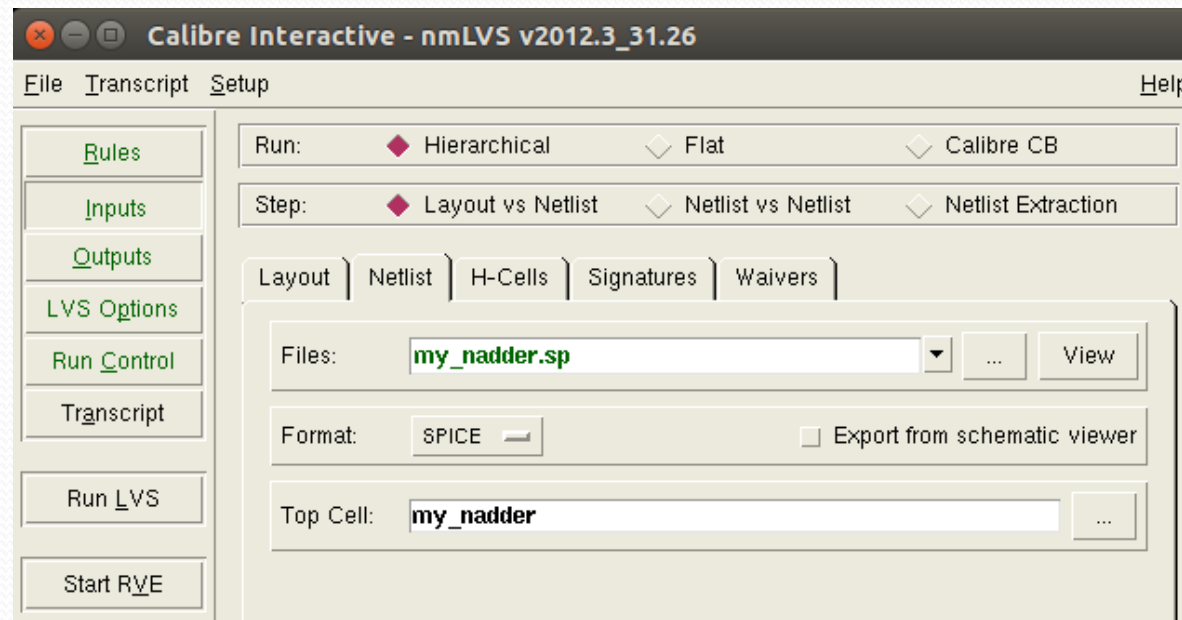 Calibre Interactive - nmLVS v2012.3_31.26
File Transcript Setup Help
Rules
Inputs
Outputs
LVS Options
Run Control
Transcript
Run LVS
Start RVE
Run: Hierarchical Flat Calibre CB
Step: Layout vs Netlist Netlist vs Netlist Netlist Extraction
Layout Netlist H-Cells Signatures Waivers
Files: my_nadder.sp ... View
Format: SPICE Export from schematic viewer
Top Cell: my_nadder ...